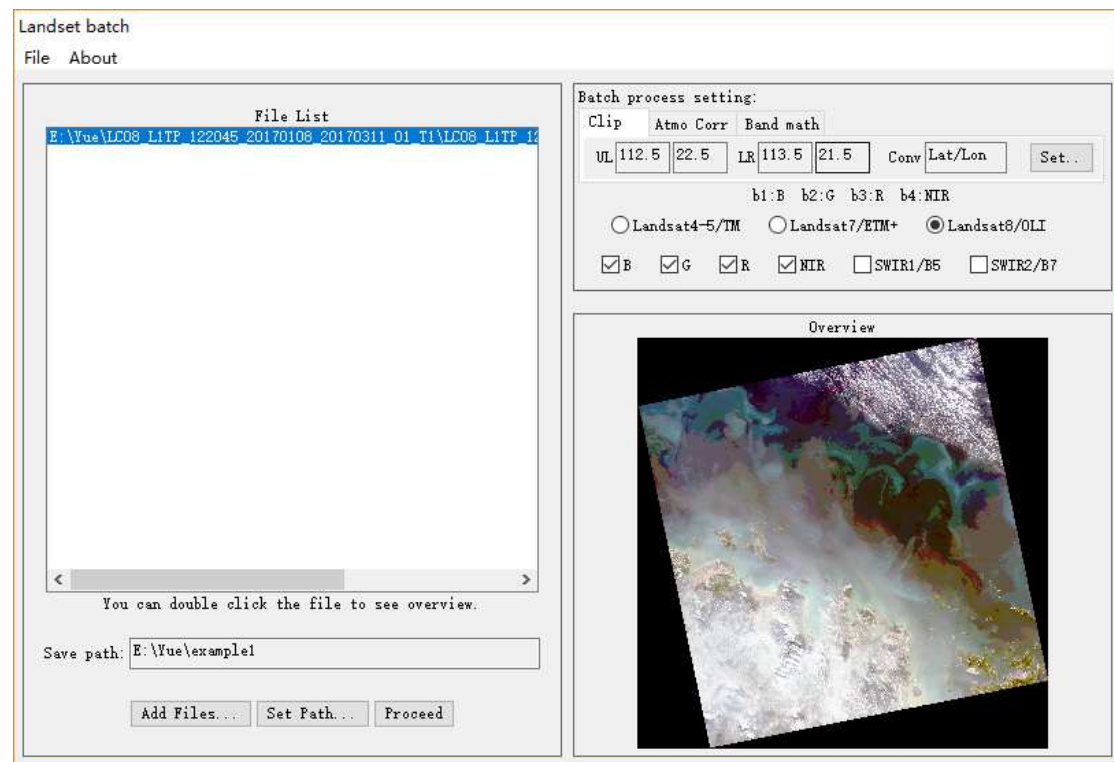 Landset batch
File About
File List
E:\Yue\LC08_L1TP_122045_20170108_20170311_01_T1\LC08_L1TP_12
You can double click the file to see overview.
Save path: E:\Yue\example1
Add Files... Set Path... Proceed
Batch process setting:
Clip Atmo Corr Band math
UL 112.5 22.5 LR 113.5 21.5 Conv Lat/Lon Set..
b1:B b2:G b3:R b4:NIR
Landsat4-5/TM Landsat7/ETM+ Landsat8/OLI
B G R NIR SWIR1/B5 SWIR2/B7
Overview